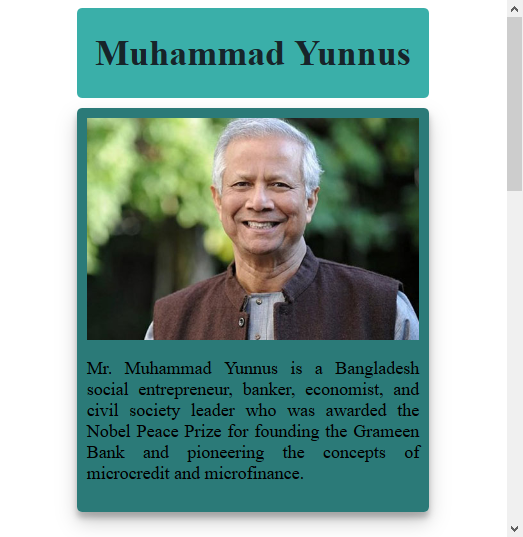 Muhammad Yunnus
Mr. Muhammad Yunnus is a Bangladesh
social entrepreneur, banker, economist, and
civil society leader who was awarded the
Nobel Peace Prize for founding the Grameen
Bank and pioneering the concepts of
microcredit and microfinance.